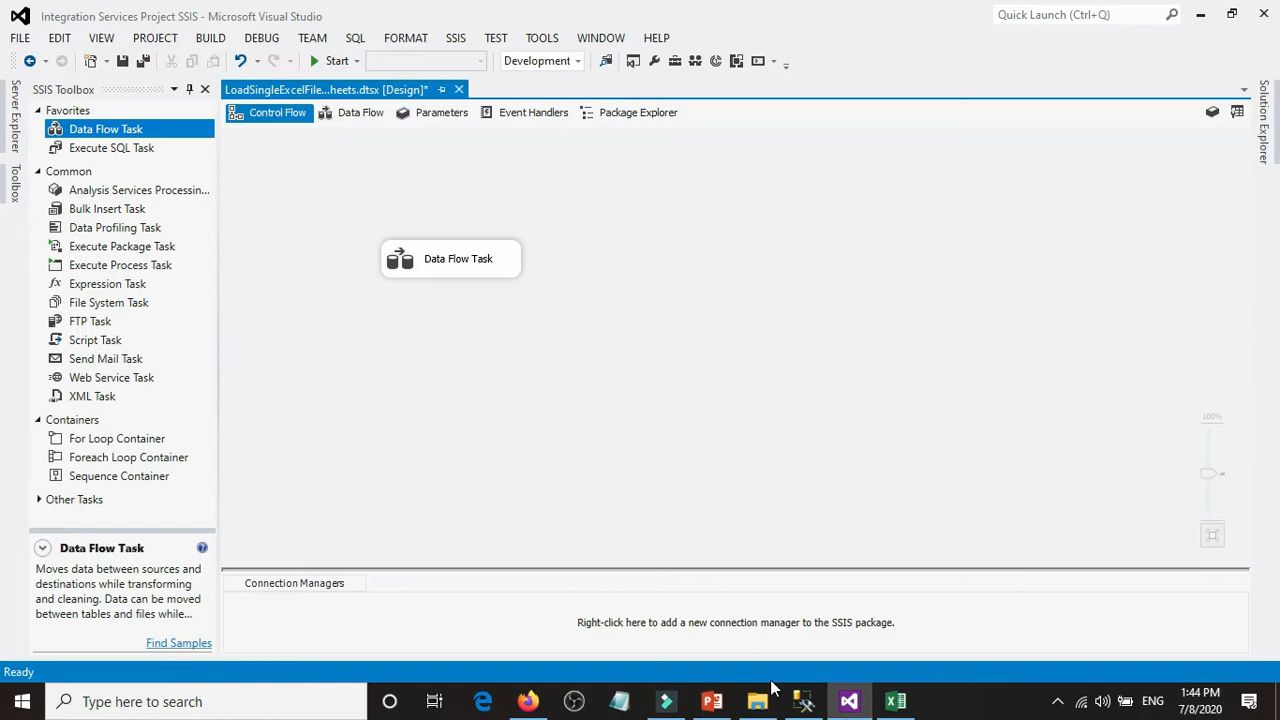 Integration Services Project SSIS - Microsoft Visual Studio
Quick Launch (Ctrl+Q)
FILE EDIT VIEW PROJECT BUILD DEBUG TEAM SQL FORMAT SSIS TEST TOOLS WINDOW HELP
Start Development
Server Explorer
Toolbox
SSIS Toolbox
Favorites
Data Flow Task
Execute SQL Task
Common
Analysis Services Processin...
Bulk Insert Task
Data Profiling Task
Execute Package Task
Execute Process Task
fx Expression Task
File System Task
FTP Task
Script Task
Send Mail Task
Web Service Task
XML Task
Containers
For Loop Container
Foreach Loop Container
Sequence Container
Other Tasks
Data Flow Task
Moves data between sources and
destinations while transforming
and cleaning. Data can be moved
between tables and files while...
Find Samples
LoadSingleExcelFile...heets.dtsx [Design]*
Control Flow Data Flow Parameters Event Handlers Package Explorer
Data Flow Task
100%
Connection Managers
Right-click here to add a new connection manager to the SSIS package.
Solution Explorer
Ready
Type here to search
ENG
1:44 PM
7/8/2020